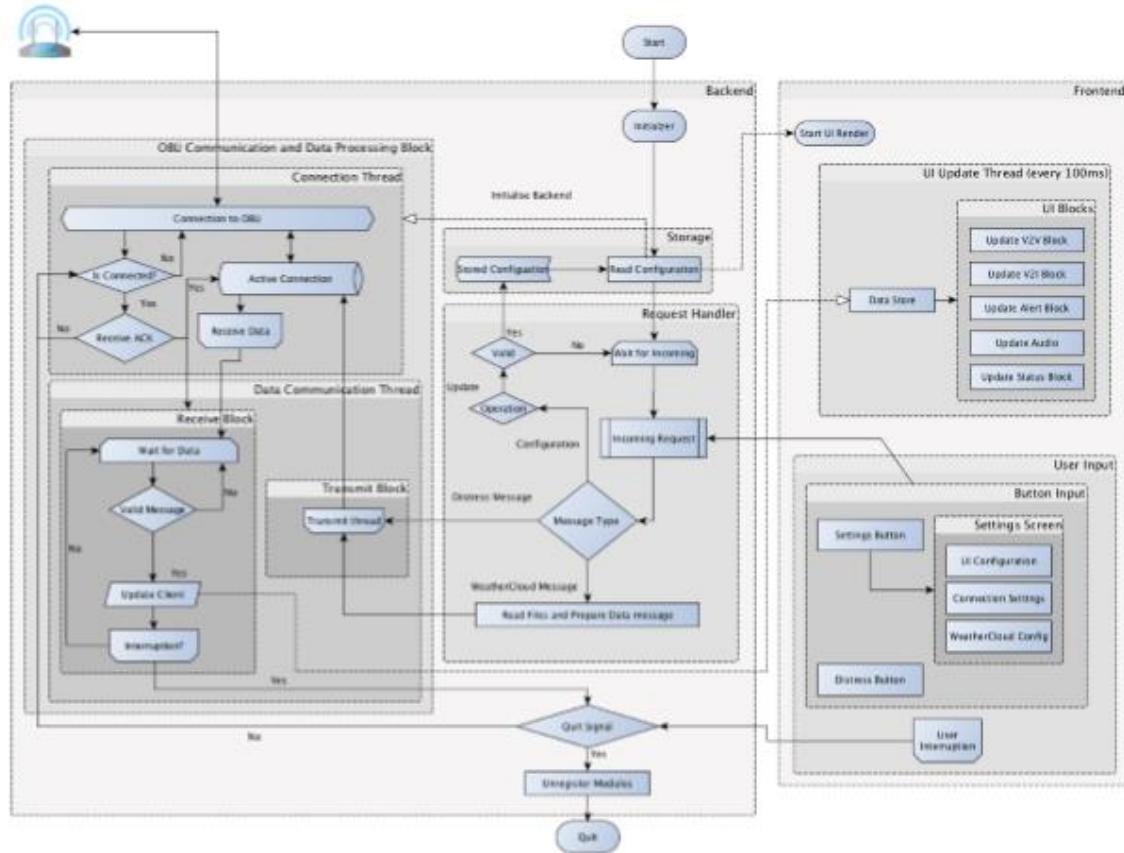 Start
Backend
Frontend
Initializer
Start UI Render
OBU Communication and Data Processing Block
Connection Thread
UI Update Thread (every 100ms)
Initialise Backend
UI Blocks
Connection to OBU
Storage
Update V2V Block
No
Is Connected?
Yes
Active Connection
Stored Configuation
Read Configuration
Update V2I Block
Yes
Data Store
Update Alert Block
No
Receive ACK
Receive Data
Request Handler
Yes
Valid
No
Wait for Incoming
Update Audio
Update Status Block
Data Communication Thread
Update
Operation
Receive Block
Wait for Data
Configuration
Incoming Request
User Input
No
Transmit Block
Distress Message
Button Input
Valid Message
Transmit thread
Message Type
Settings Button
Settings Screen
No
UI Configuration
Yes
WeatherCloud Message
Update Client
Read Files and Prepare Data message
Connection Settings
Interruption?
WeatherCloud Config
Yes
Distress Button
No
Quit Signal
User
Interruption
Yes
Unregister Modules
Quit